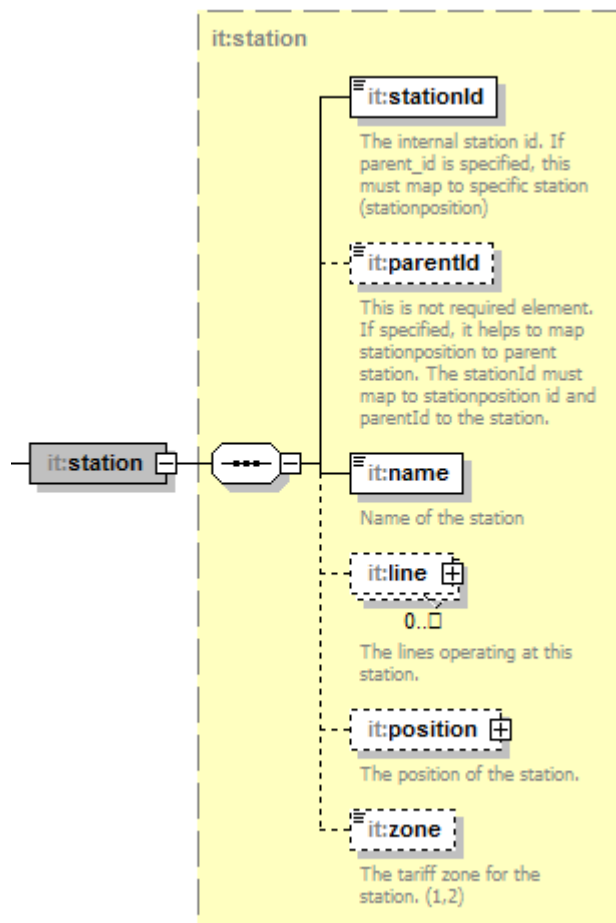 it:station
it:stationId
The internal station id. If
parent_id is specified, this
must map to specific station
(stationposition)
it:parentId
This is not required element.
If specified, it helps to map
stationposition to parent
station. The stationId must
map to stationposition id and
parentId to the station.
it:station
it:name
Name of the station
it:line
0..□
The lines operating at this
station.
it:position
The position of the station.
it:zone
The tariff zone for the
station. (1,2)